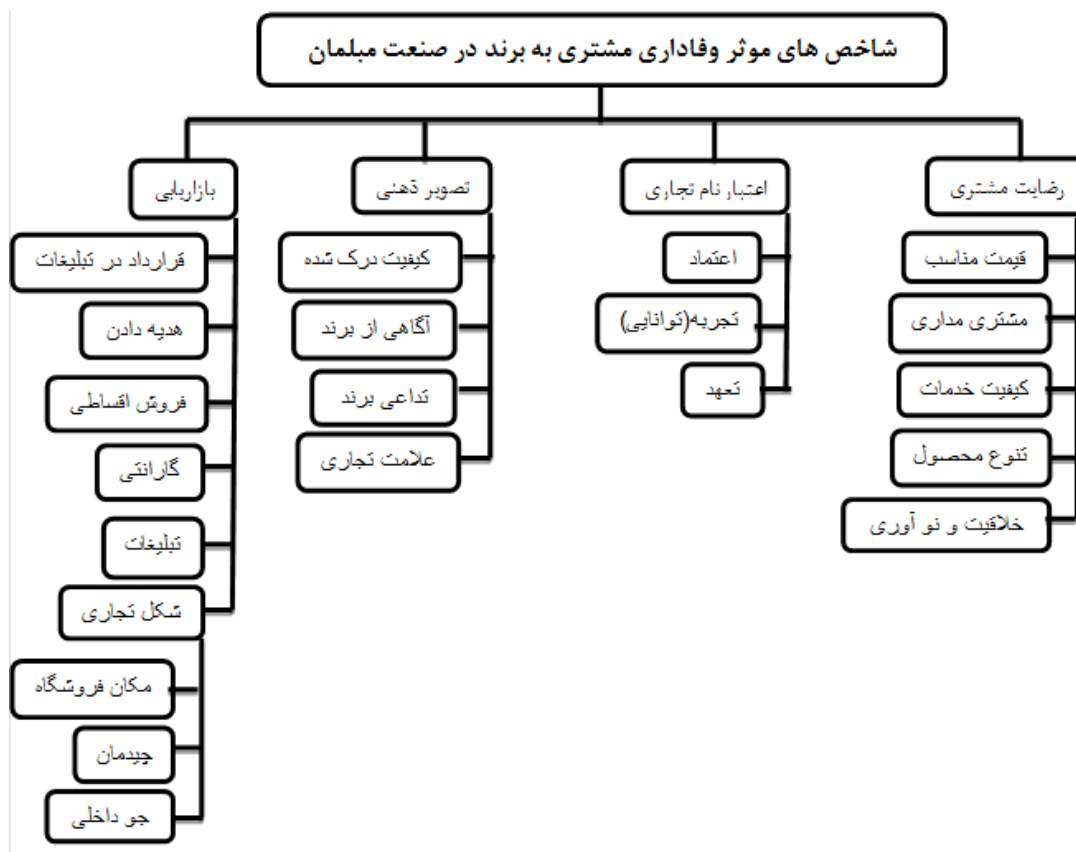 شاخص های موثر وفاداری مشتری به برند در صنعت مبلمان
رضایت مشتری
قیمت مناسب
مشتری مداری
کیفیت خدمات
تنوع محصول
خلاقیت و نو آوری
اعتبار نام تجاری
اعتماد
تجربه(توانایی)
تعهد
تصویر ذهنی
کیفیت درک شده
آگاهی از برند
تداعی برند
علامت تجاری
بازاریابی
قرارداد در تبلیغات
هدیه دادن
فروش اقساطی
گارانتی
تبلیغات
شکل تجاری
مکان فروشگاه
چیدمان
جو داخلی